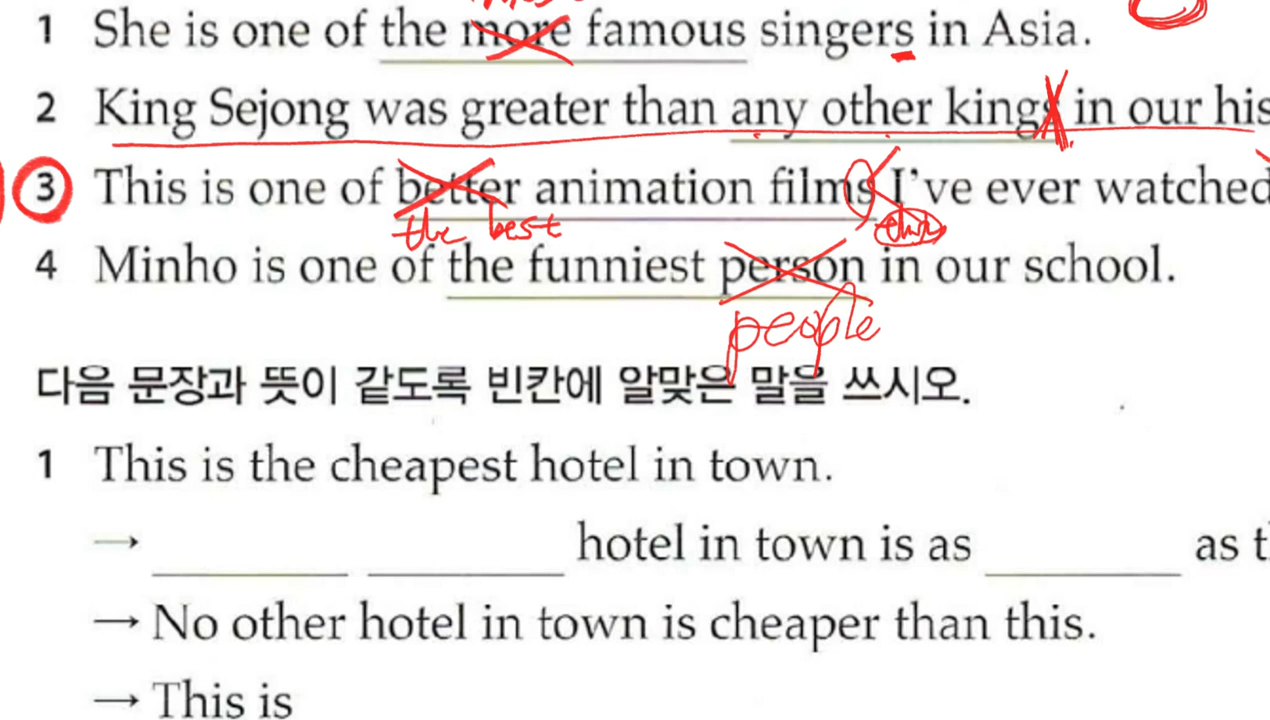 1 She is one of the more famous singers in Asia.
2 King Sejong was greater than any other kings in our his
3 This is one of better animation films I've ever watched
the best
4 Minho is one of the funniest person in our school.
people
다음 문장과 뜻이 같도록 빈칸에 알맞은 말을 쓰시오.
1 This is the cheapest hotel in town.
→ hotel in town is as as t
→ No other hotel in town is cheaper than this.
→ This is